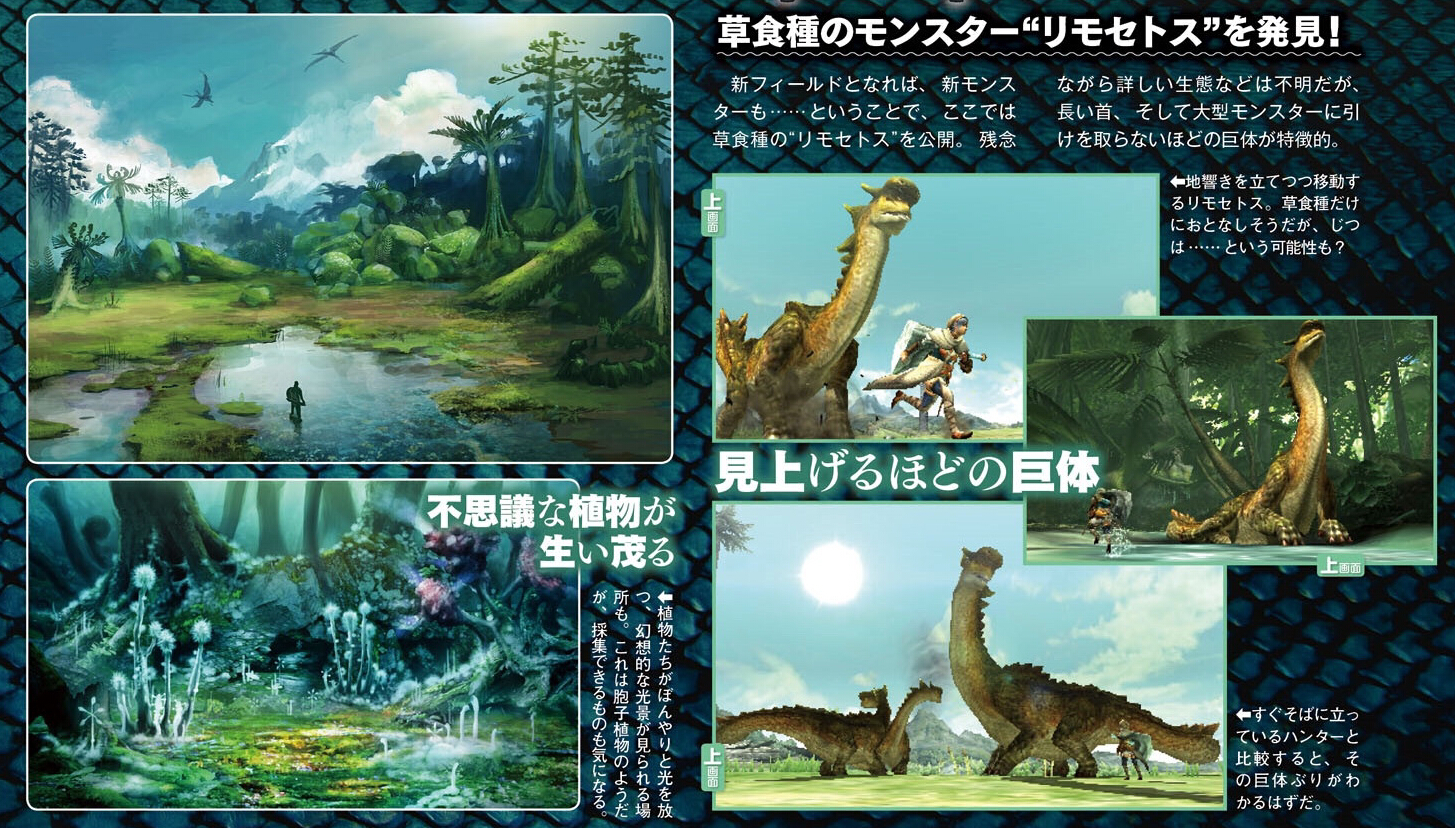 草食種のモンスター“リモセトス”を発見！
新フィールドとなれば、新モンス
ターも……ということで、ここでは
草食種の“リモセトス”を公開。残念
ながら詳しい生態などは不明だが、
長い首、そして大型モンスターに引
けを取らないほどの巨体が特徴的。
上画面
⬅地響きを立てつつ移動す
るリモセトス。草食種だけ
におとなしそうだが、じつ
は……という可能性も？
見上げるほどの巨体
上画面
上画面
⬅すぐそばに立っ
ているハンターと
比較すると、そ
の巨体ぶりがわ
かるはずだ。
不思議な植物が
生い茂る
⬅植物たちがぼんやりと光を放
つ、幻想的な光景が見られる場
所も。これは胞子植物のようだ
が、採集できるものも気になる。